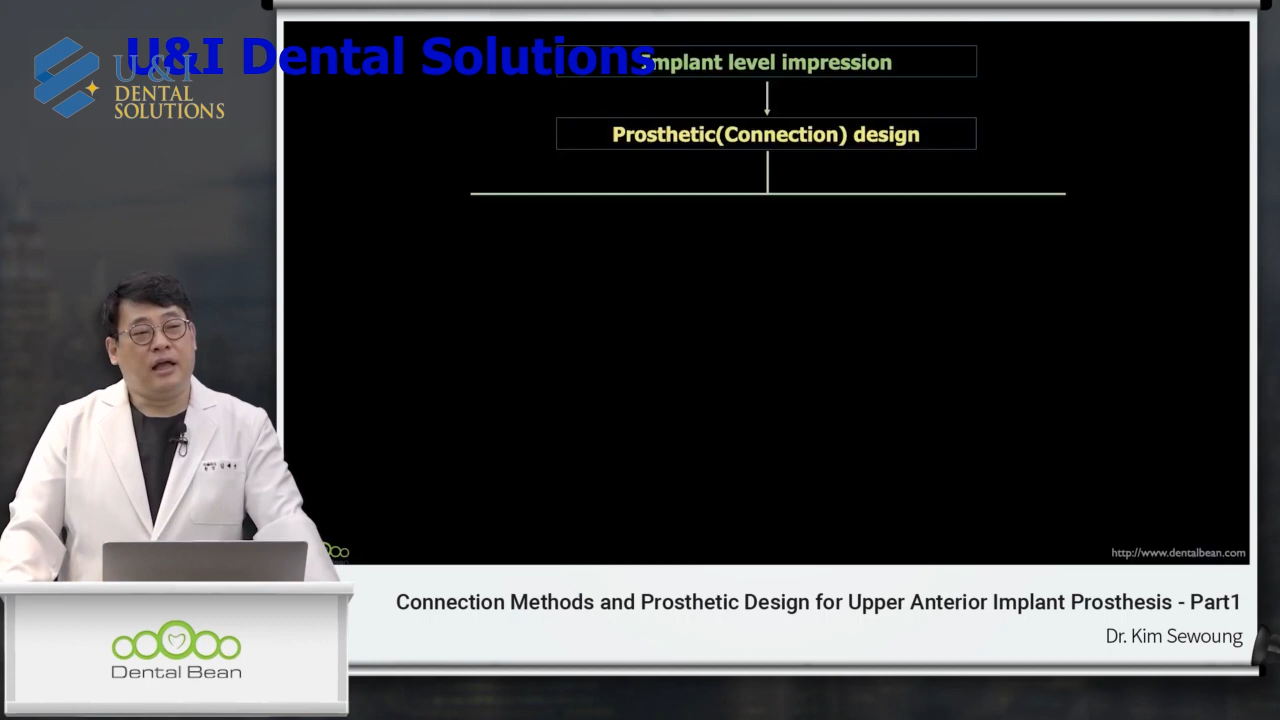 U&I Dental Solutions
U & I
DENTAL
SOLUTIONS
Implant level impression
Prosthetic(Connection) design
http://www.dentalbean.com
Connection Methods and Prosthetic Design for Upper Anterior Implant Prosthesis - Part1
Dr. Kim Sewoung
Dental Bean